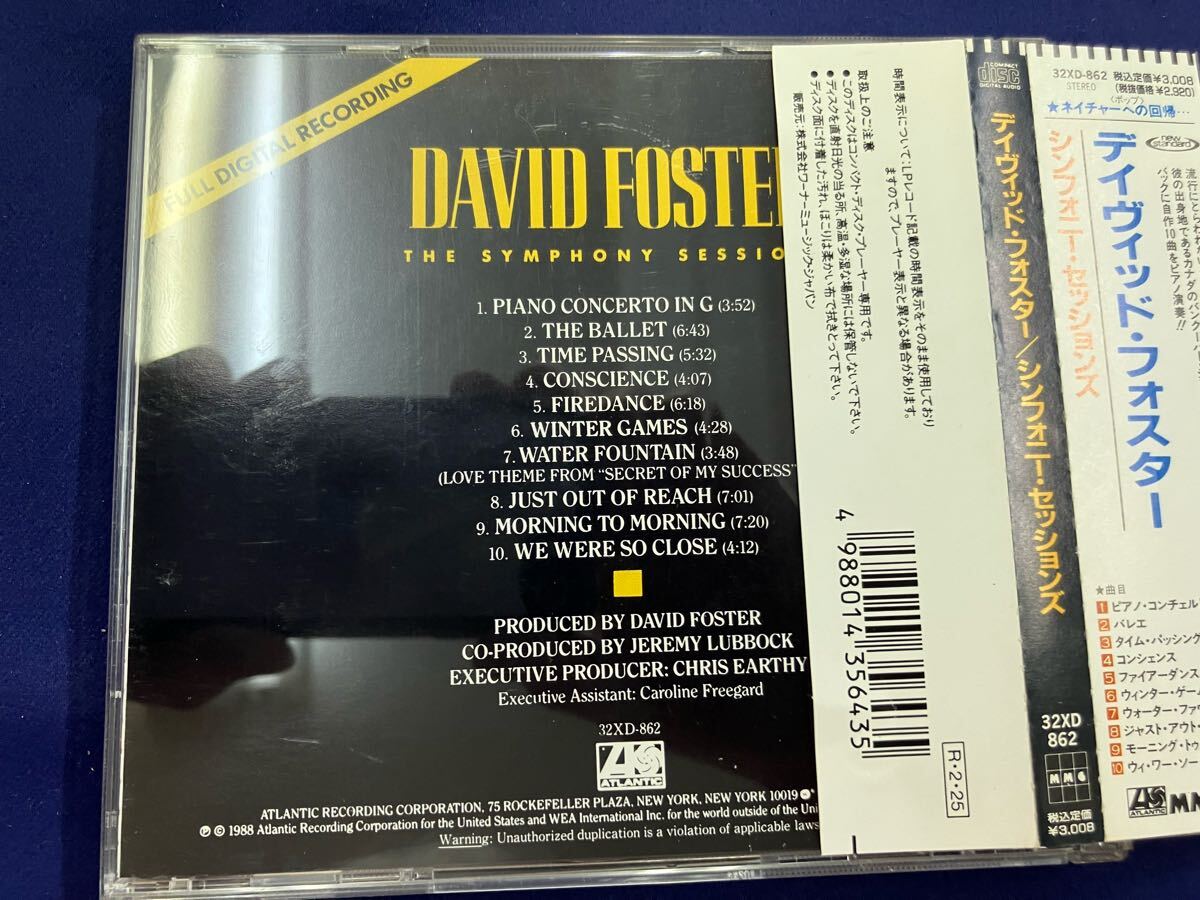 FULL DIGITAL RECORDING
DAVID FOSTE
THE SYMPHONY SESSIO
1. PIANO CONCERTO IN G (3:52)
2. THE BALLET (6:43)
3. TIME PASSING (5:32)
4. CONSCIENCE (4:07)
5. FIREDANCE (6:18)
6. WINTER GAMES (4:28)
7. WATER FOUNTAIN (3:48)
(LOVE THEME FROM "SECRET OF MY SUCCESS"
8. JUST OUT OF REACH (7:01)
9. MORNING TO MORNING (7:20)
10. WE WERE SO CLOSE (4:12)
PRODUCED BY DAVID FOSTER
CO-PRODUCED BY JEREMY LUBBOCK
EXECUTIVE PRODUCER: CHRIS EARTHY
Executive Assistant: Caroline Freegard
32XD-862
ATLANTIC
ATLANTIC RECORDING CORPORATION, 75 ROCKEFELLER PLAZA, NEW YORK, NEW YORK 10019
℗ © 1988 Atlantic Recording Corporation for the United States and WEA International Inc. for the world outside of the Uni
Warning: Unauthorized duplication is a violation of applicable laws
時間表示について:LPレコード記載の時間表示をそのまま使用しており
ますので、プレーヤー表示と異なる場合があります。
取扱上のご注意
●このディスクはコンパクト・ディスク・プレーヤー専用です。
●ディスクを直射日光の当る所、高温・多湿な場所には保管しないで下さい。
●ディスク面に付着した汚れ、ほこりは柔かい布で拭きとって下さい。
販売元・株式会社ワーナーミュージック・ジャパン
4 988014 356435
R・2・25
COMPACT
disc
DIGITAL AUDIO
デイヴィッド・フォスター/シンフォニー・セッションズ
32XD
862
MMG
税込定価
¥3,008
32XD-862 税込定価¥3,008
STEREO (税抜価格¥2,920)
〈ポップ〉
★ネイチャーへの回帰…
new standard
デイヴィッド・フォスター
シンフォニー・セッションズ
流行にとらわれない
彼の出身地であるカナダのバンクーバ
バックに自作10曲をピアノ演奏!!
★曲目
1 ピアノ・コンチェル
2 バレエ
3 タイム・パッシング
4 コンシェンス
5 ファイアーダンス
6 ウィンター・ゲー
7 ウォーター・ファウ
8 ジャスト・アウト・
9 モーニング・トゥ
10 ウィ・ワー・ソー
ATLANTIC
MM